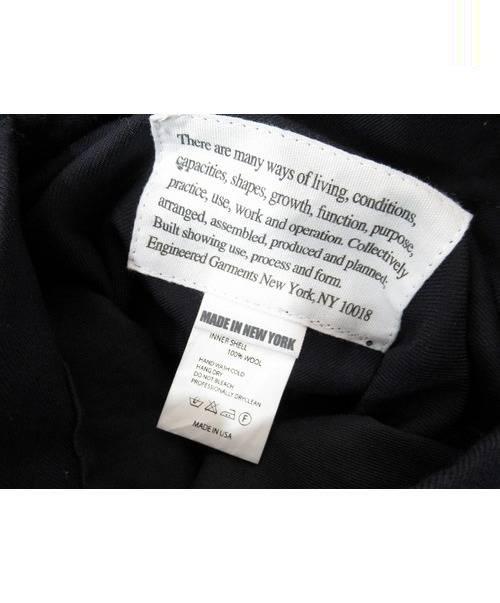 There are many ways of living, conditions,
capacities, shapes, growth, function, purpose,
practice, use, work and operation. Collectively
arranged, assembled, produced and planned.
Built showing use, process and form.
Engineered Garments New York, NY 10018
MADE IN NEW YORK
INNER SHELL
100% WOOL
HAND WASH COLD
HANG DRY
DO NOT BLEACH
PROFESSIONALLY DRYCLEAN
F
MADE IN USA